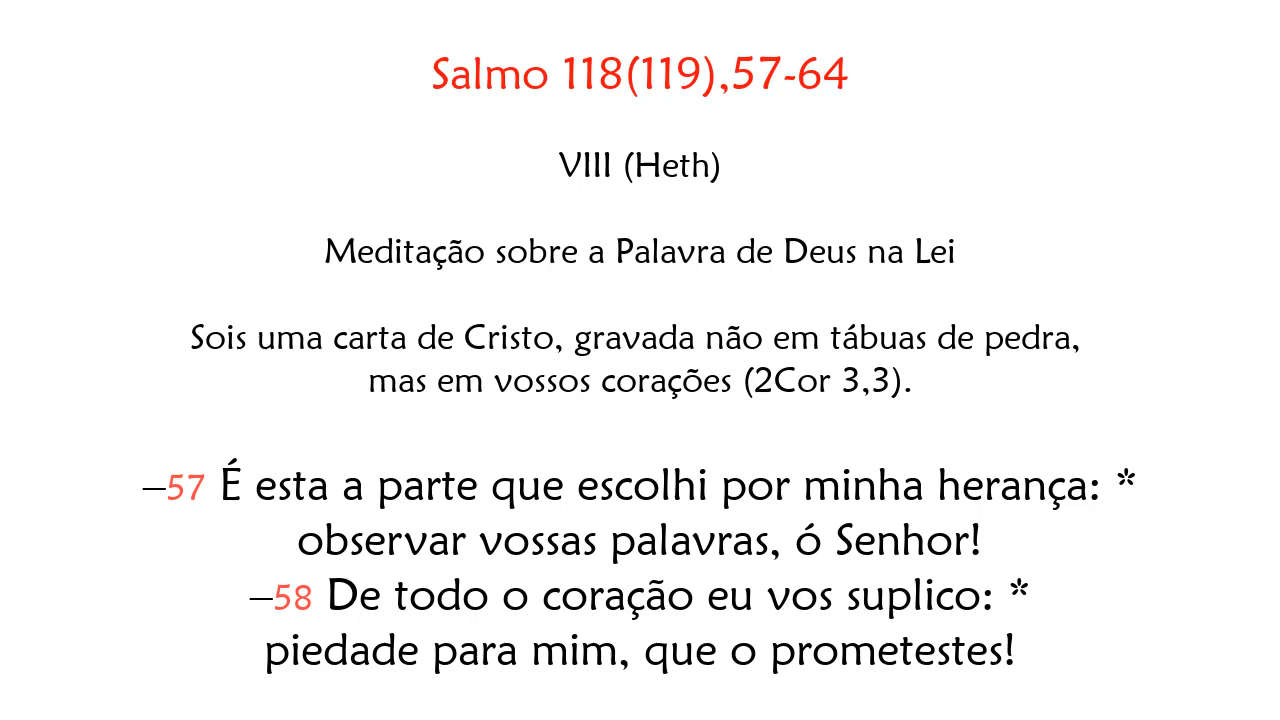 Salmo 118(119),57-64
VIII (Heth)
Meditação sobre a Palavra de Deus na Lei
Sois uma carta de Cristo, gravada não em tábuas de pedra,
mas em vossos corações (2Cor 3,3).
–57 É esta a parte que escolhi por minha herança: *
observar vossas palavras, ó Senhor!
–58 De todo o coração eu vos suplico: *
piedade para mim, que o prometestes!